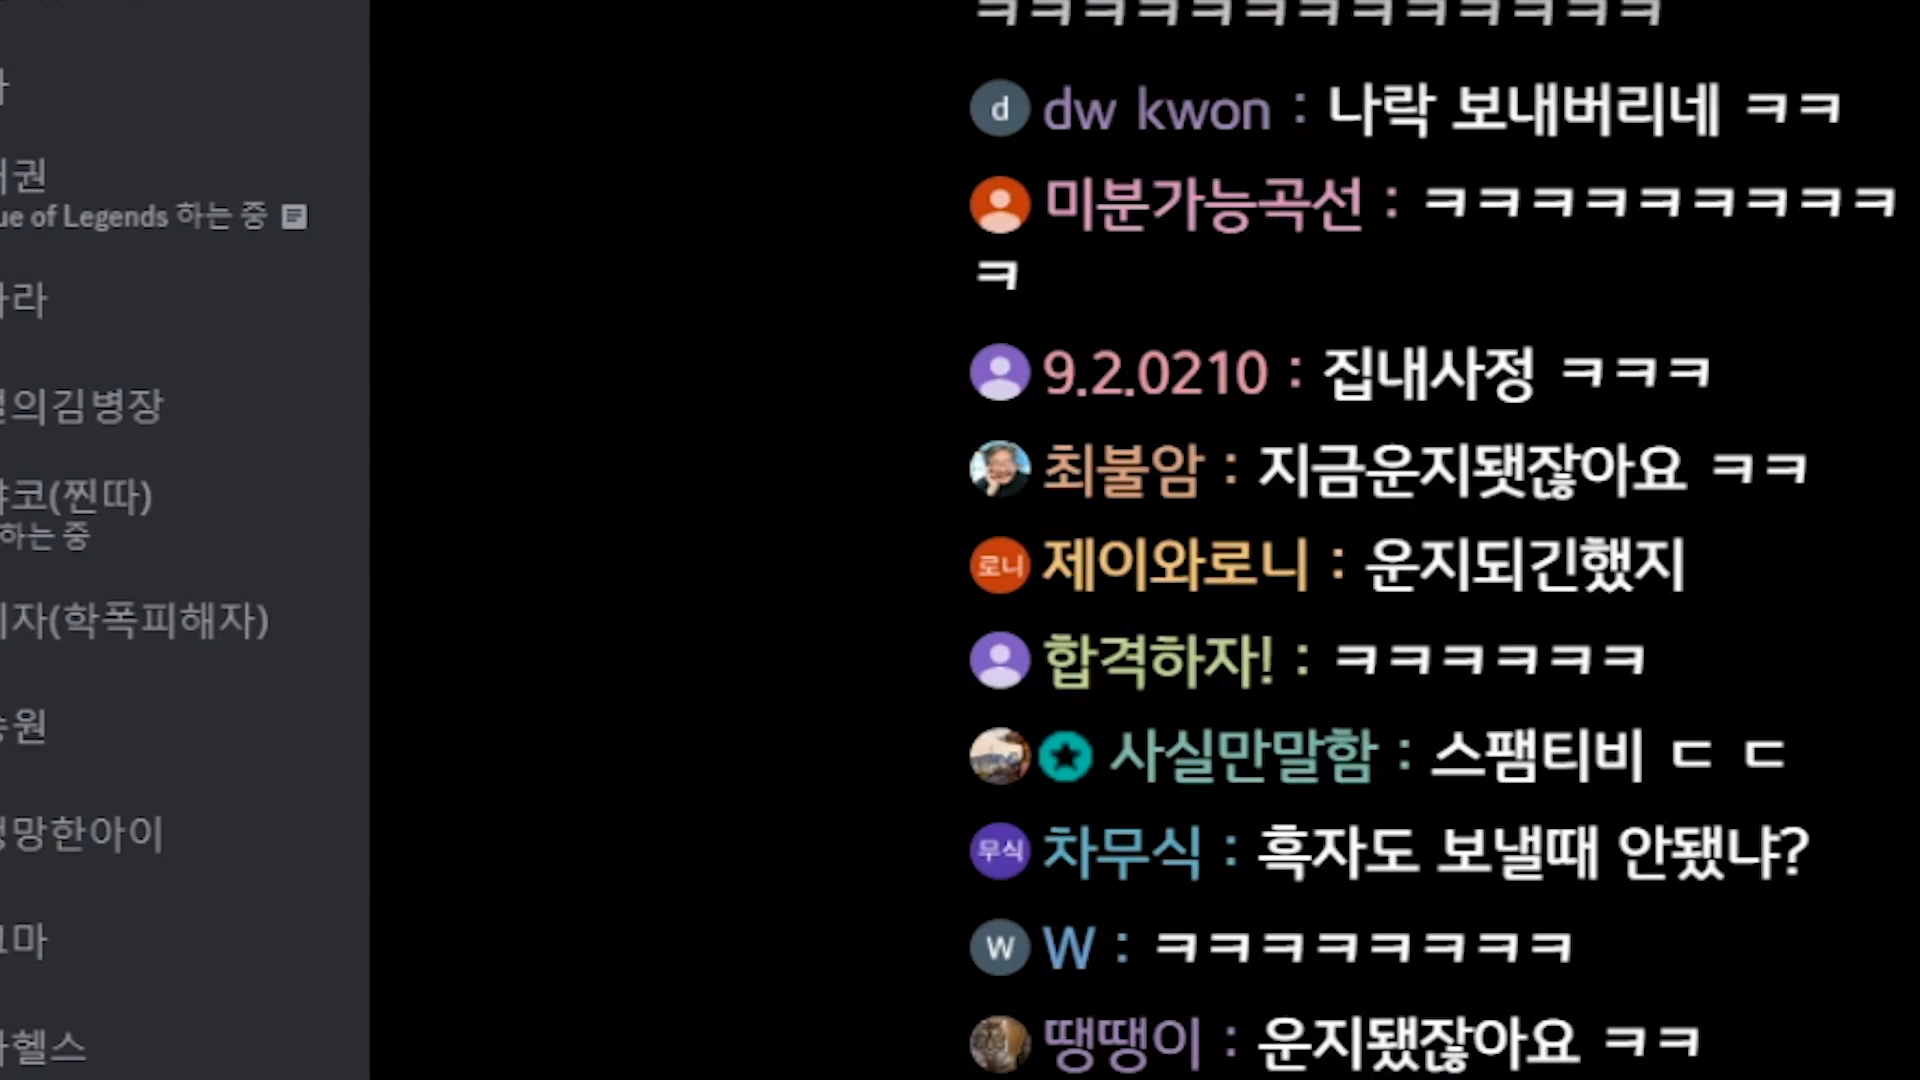 권
ue of Legends 하는 중
라
의김병장
코(찐따)
하는 중
자(학폭피해자)
원
망한아이
마
헬스
ㅋㅋㅋㅋㅋㅋㅋㅋㅋㅋㅋㅋㅋ
d dw kwon : 나락 보내버리네 ㅋㅋ
미분가능곡선 : ㅋㅋㅋㅋㅋㅋㅋㅋㅋ
ㅋ
9.2.0210 : 집내사정 ㅋㅋㅋ
최불암 : 지금운지됏잖아요 ㅋㅋ
로니 제이와로니 : 운지되긴했지
합격하자! : ㅋㅋㅋㅋㅋㅋ
사실만말함 : 스팸티비 ㄷ ㄷ
무식 차무식 : 흑자도 보낼때 안됐냐?
W W : ㅋㅋㅋㅋㅋㅋㅋㅋ
땡땡이 : 운지됐잖아요 ㅋㅋ